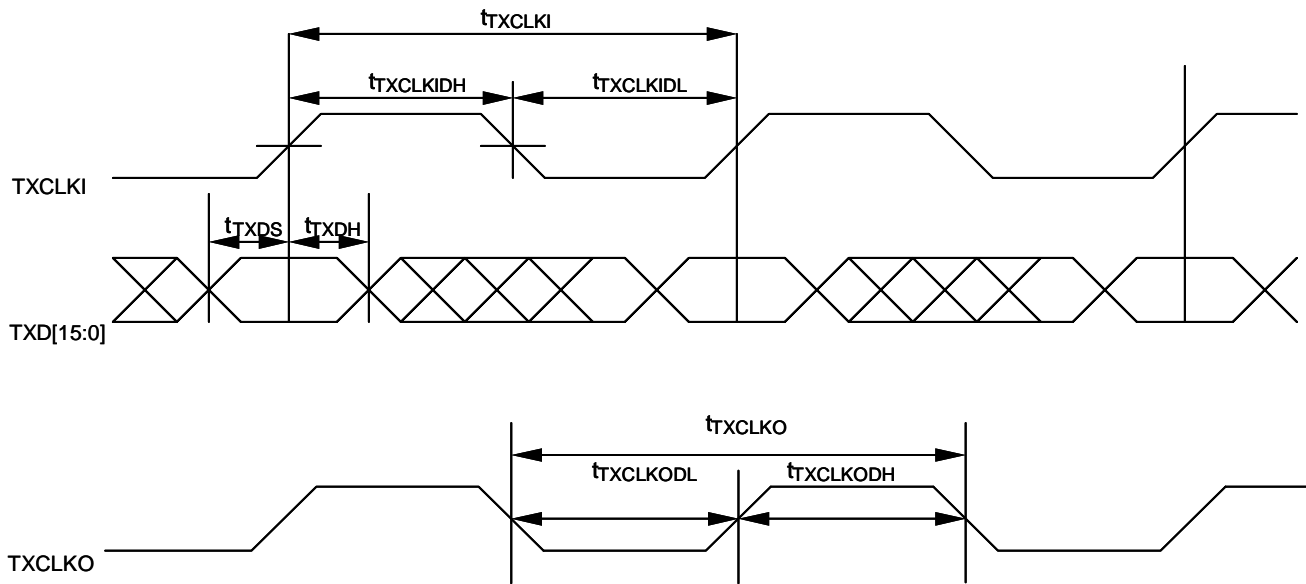 tTXCLKI
tTXCLKIDH
tTXCLKIDL
TXCLKI
tTXDS
tTXDH
TXD[15:0]
tTXCLKO
tTXCLKODL
tTXCLKODH
TXCLKO